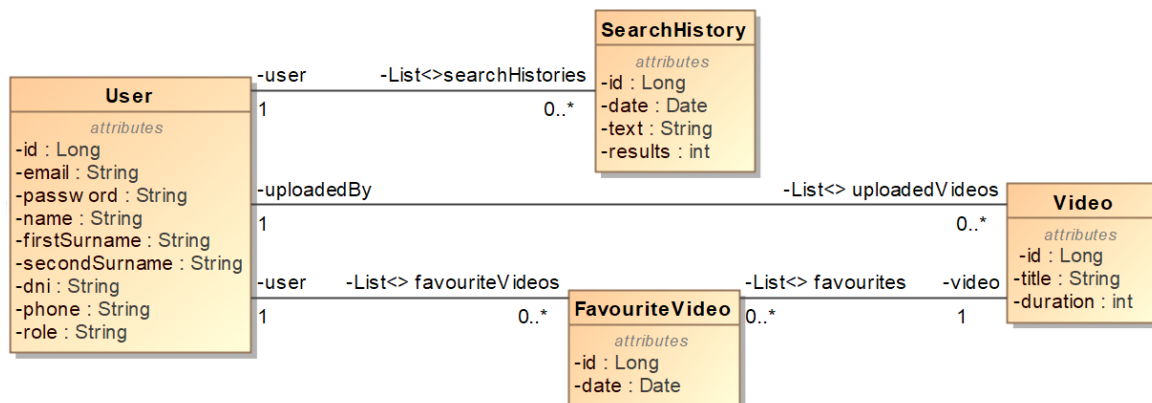 SearchHistory
attributes
-id : Long
-date : Date
-text : String
-results : int
-user
-List<>searchHistories
1
0..*
User
attributes
-id : Long
-email : String
-password : String
-name : String
-firstSurname : String
-secondSurname : String
-dni : String
-phone : String
-role : String
-uploadedBy
-List<> uploadedVideos
1
0..*
Video
attributes
-id : Long
-title : String
-duration : int
-user
-List<> favouriteVideos
1
0..*
-List<> favourites
-video
0..*
1
FavouriteVideo
attributes
-id : Long
-date : Date